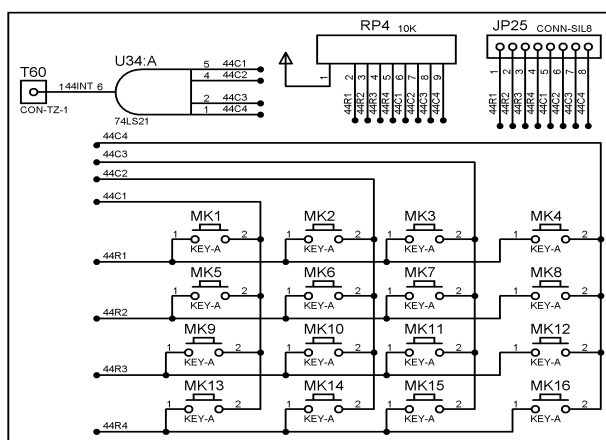 RP4 10K
JP25 CONN-SIL8
U34:A
T60
5 44C1
4 44C2
2 44C3
1 44C4
1 44INT 6
CON-TZ-1
74LS21
1 2 3 4 5 6 7 8 9
44R1 44R2 44R3 44R4 44C1 44C2 44C3 44C4
1 2 3 4 5 6 7 8
44R1 44R2 44R3 44R4 44C1 44C2 44C3 44C4
44C4
44C3
44C2
44C1
MK1 MK2 MK3 MK4
1 2 1 2 1 2 1 2
KEY-A KEY-A KEY-A KEY-A
44R1
MK5 MK6 MK7 MK8
1 2 1 2 1 2 1 2
KEY-A KEY-A KEY-A KEY-A
44R2
MK9 MK10 MK11 MK12
1 2 1 2 1 2 1 2
KEY-A KEY-A KEY-A KEY-A
44R3
MK13 MK14 MK15 MK16
1 2 1 2 1 2 1 2
KEY-A KEY-A KEY-A KEY-A
44R4